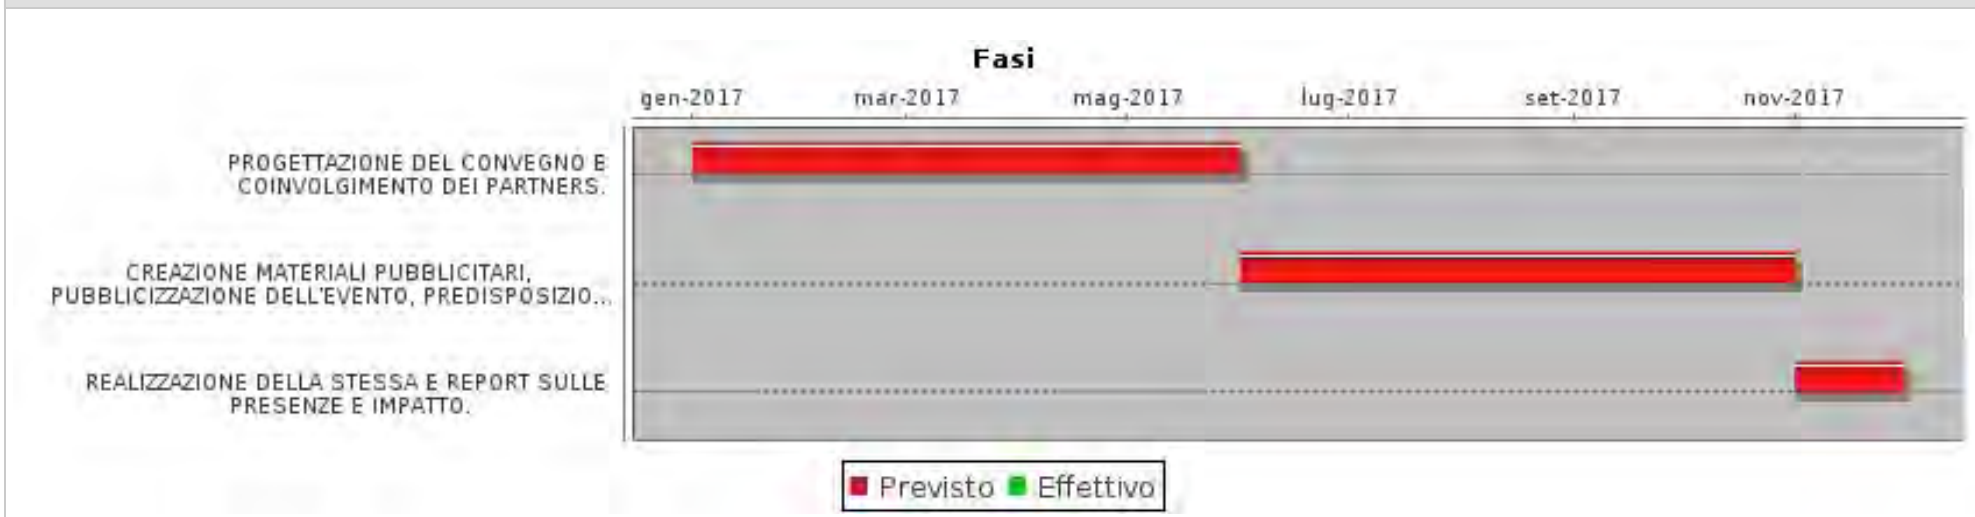 Fasi
gen-2017 mar-2017 mag-2017 lug-2017 set-2017 nov-2017
PROGETTAZIONE DEL CONVEGNO E
COINVOLGIMENTO DEI PARTNERS.
CREAZIONE MATERIALI PUBBLICITARI,
PUBBLICIZZAZIONE DELL'EVENTO, PREDISPOSIZIO...
REALIZZAZIONE DELLA STESSA E REPORT SULLE
PRESENZE E IMPATTO.
Previsto Effettivo